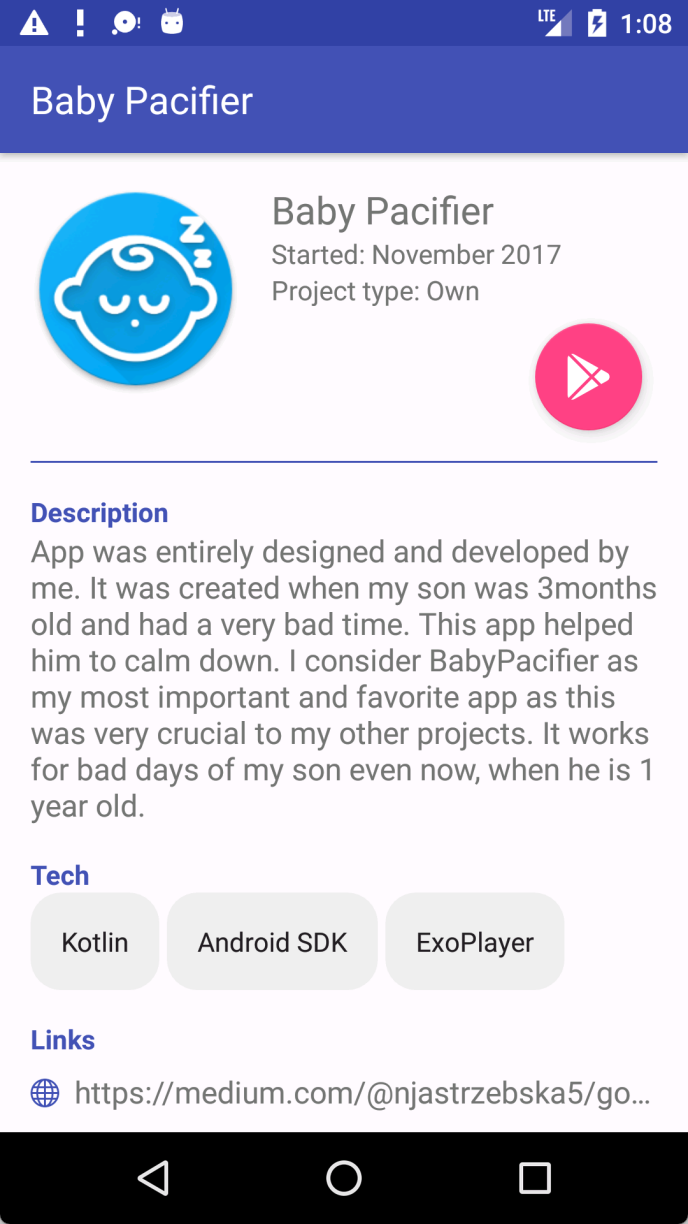 LTE 1:08
Baby Pacifier
Zz
Baby Pacifier
Started: November 2017
Project type: Own
Description
App was entirely designed and developed by
me. It was created when my son was 3months
old and had a very bad time. This app helped
him to calm down. I consider BabyPacifier as
my most important and favorite app as this
was very crucial to my other projects. It works
for bad days of my son even now, when he is 1
year old.
Tech
Kotlin Android SDK ExoPlayer
Links
https://medium.com/@njastrzebska5/go...